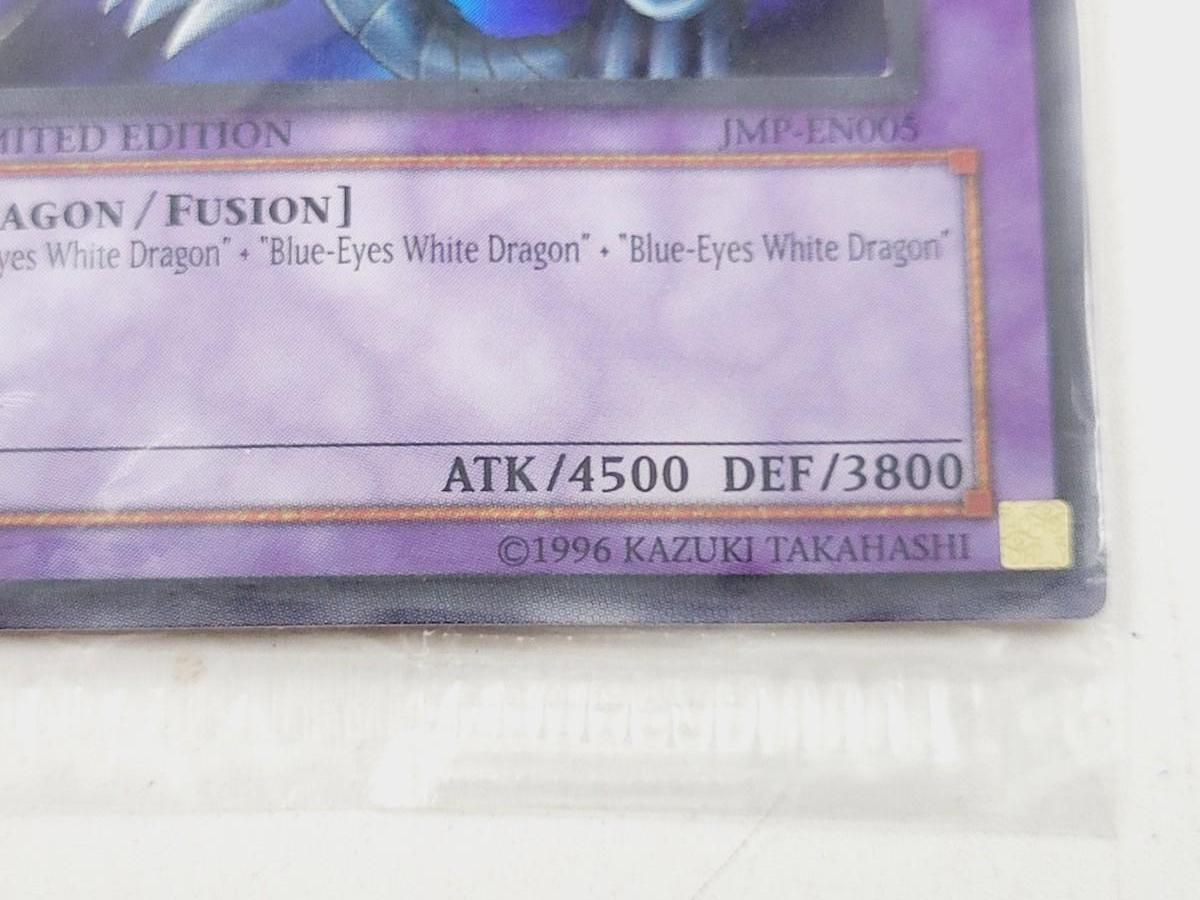 MITED EDITION JMP-EN005
AGON/FUSION]
yes White Dragon" + "Blue-Eyes White Dragon" + "Blue-Eyes White Dragon"
ATK/4500 DEF/3800
©1996 KAZUKI TAKAHASHI